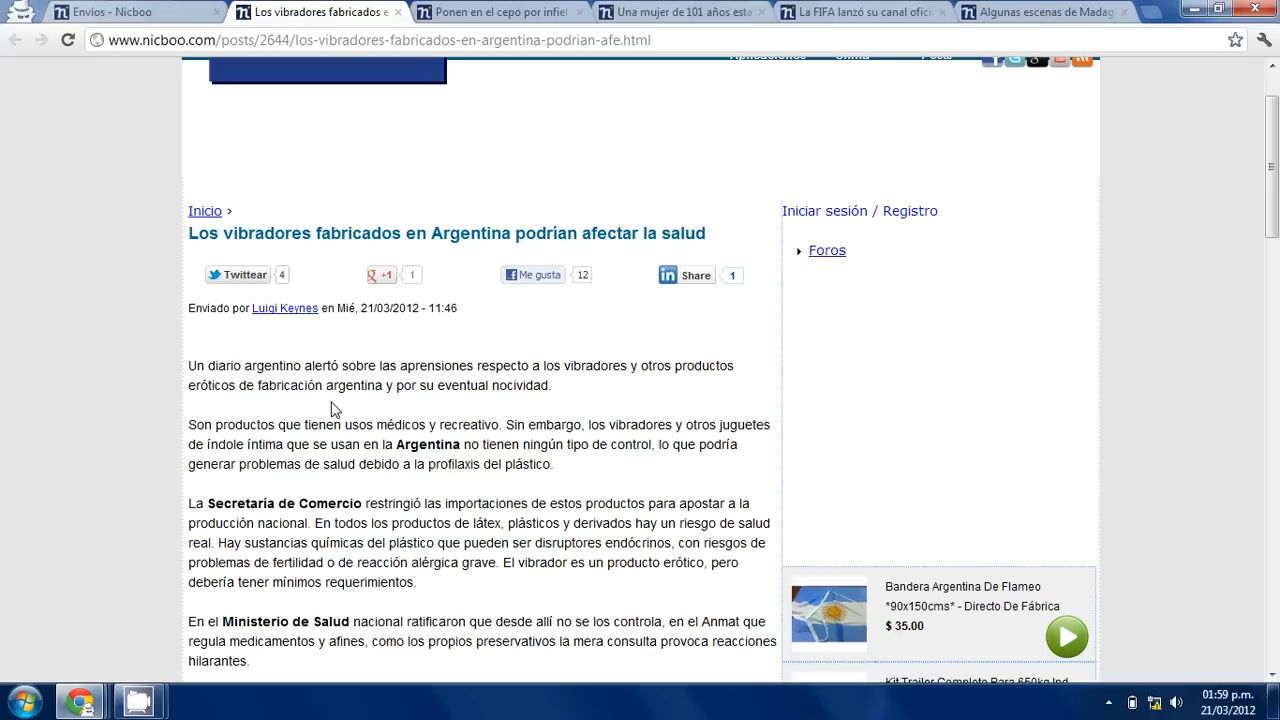 Envíos - Nicboo
Los vibradores fabricados e
Ponen en el cepo por infiel
Una mujer de 101 años esta
La FIFA lanzó su canal ofici
Algunas escenas de Madag
www.nicboo.com/posts/2644/los-vibradores-fabricados-en-argentina-podrian-afe.html
Aplicaciones Clima Posts
Inicio ›
Iniciar sesión / Registro
Los vibradores fabricados en Argentina podrían afectar la salud
Foros
Twittear 4
+1 1
Me gusta 12
Share 1
Enviado por Luigi Keynes en Mié, 21/03/2012 - 11:46
Un diario argentino alertó sobre las aprensiones respecto a los vibradores y otros productos
eróticos de fabricación argentina y por su eventual nocividad.
Son productos que tienen usos médicos y recreativo. Sin embargo, los vibradores y otros juguetes
de índole íntima que se usan en la Argentina no tienen ningún tipo de control, lo que podría
generar problemas de salud debido a la profilaxis del plástico.
La Secretaría de Comercio restringió las importaciones de estos productos para apostar a la
producción nacional. En todos los productos de látex, plásticos y derivados hay un riesgo de salud
real. Hay sustancias químicas del plástico que pueden ser disruptores endócrinos, con riesgos de
problemas de fertilidad o de reacción alérgica grave. El vibrador es un producto erótico, pero
debería tener mínimos requerimientos.
En el Ministerio de Salud nacional ratificaron que desde allí no se los controla, en el Anmat que
regula medicamentos y afines, como los propios preservativos la mera consulta provoca reacciones
hilarantes.
Bandera Argentina De Flameo
*90x150cms* - Directo De Fábrica
$ 35.00
Kit Trailer Completo Para 650kg Ind
01:59 p.m.
21/03/2012